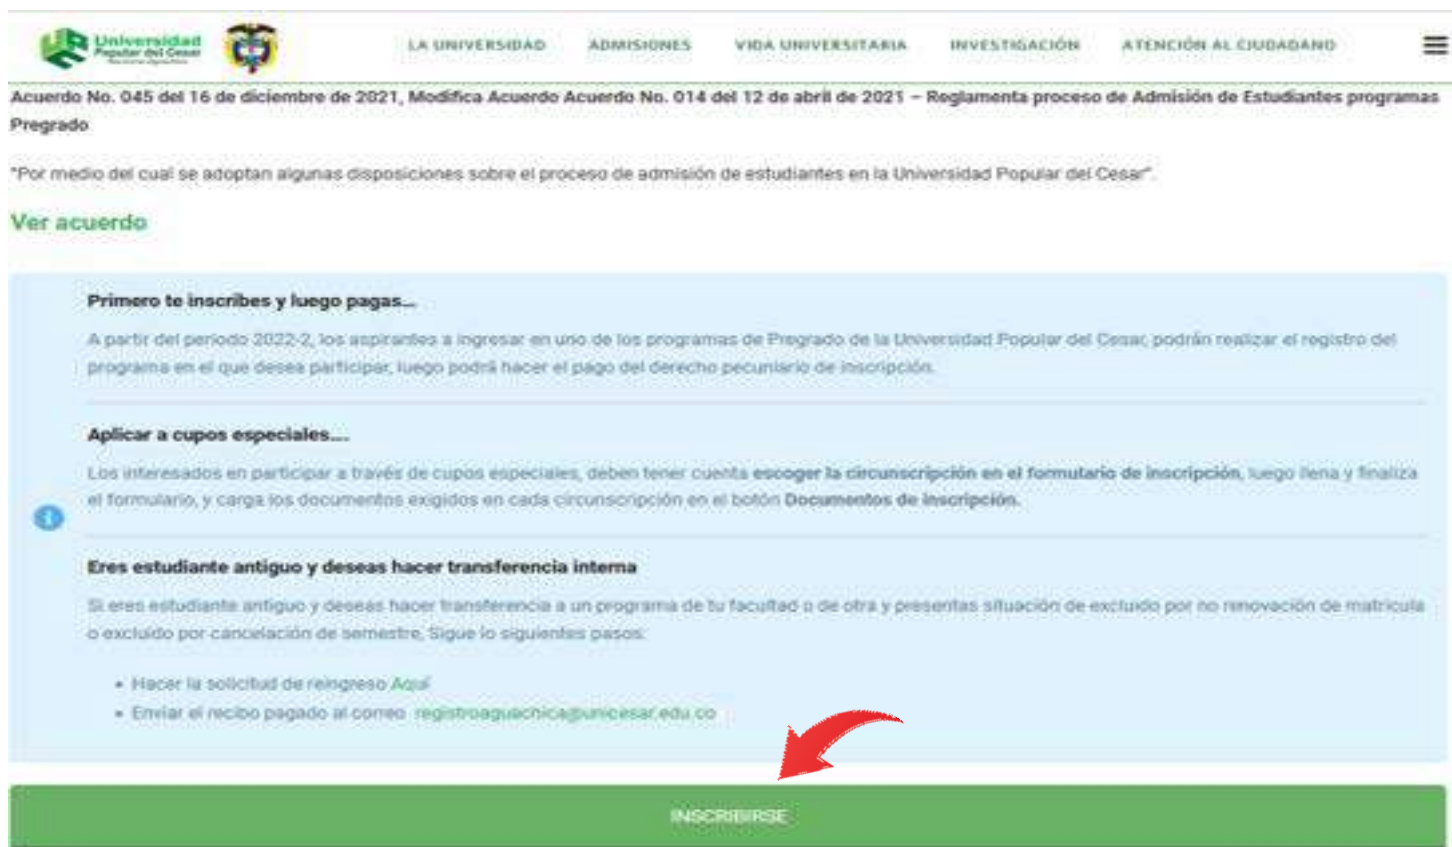 Universidad
Popular del Cesar
LA UNIVERSIDAD
ADMISIONES
VIDA UNIVERSITARIA
INVESTIGACIÓN
ATENCIÓN AL CIUDADANO
Acuerdo No. 045 del 16 de diciembre de 2021, Modifica Acuerdo Acuerdo No. 014 del 12 de abril de 2021 – Reglamenta proceso de Admisión de Estudiantes programas
Pregrado
"Por medio del cual se adoptan algunas disposiciones sobre el proceso de admisión de estudiantes en la Universidad Popular del Cesar".
Ver acuerdo
Primero te inscribes y luego pagas...
A partir del periodo 2022-2, los aspirantes a ingresar en uno de los programas de Pregrado de la Universidad Popular del Cesar, podrán realizar el registro del
programa en el que desea participar, luego podrá hacer el pago del derecho pecuniario de inscripción.
Aplicar a cupos especiales....
Los interesados en participar a través de cupos especiales, deben tener cuenta escoger la circunscripción en el formulario de inscripción, luego llena y finaliza
el formulario, y carga los documentos exigidos en cada circunscripción en el botón Documentos de inscripción.
Eres estudiante antiguo y deseas hacer transferencia interna
Si eres estudiante antiguo y deseas hacer transferencia a un programa de tu facultad o de otra y presentas situación de excluido por no renovación de matricula
o excluido por cancelación de semestre, Sigue lo siguientes pasos:
• Hacer la solicitud de reingreso Aquí
• Enviar el recibo pagado al correo registroaguachica@unicesar.edu.co
INSCRIBIRSE